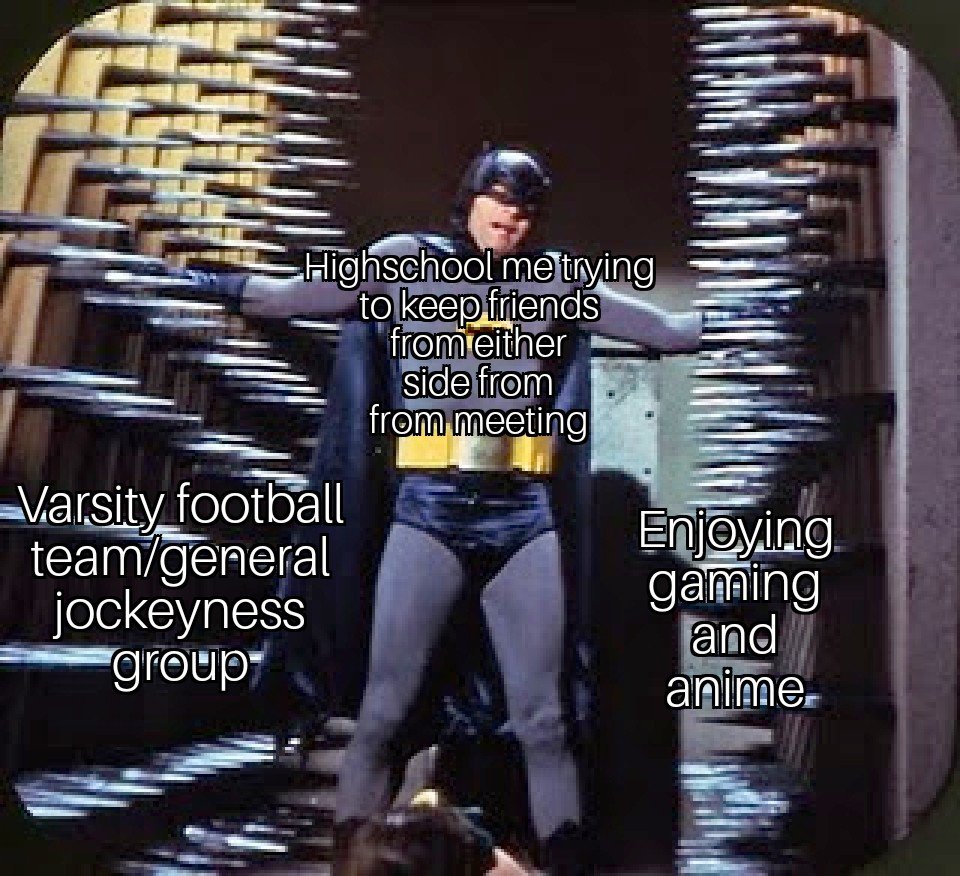 Highschool me trying
to keep friends
from either
side from
from meeting
Varsity football
team/general
jockeyness
group
Enjoying
gaming
and
anime